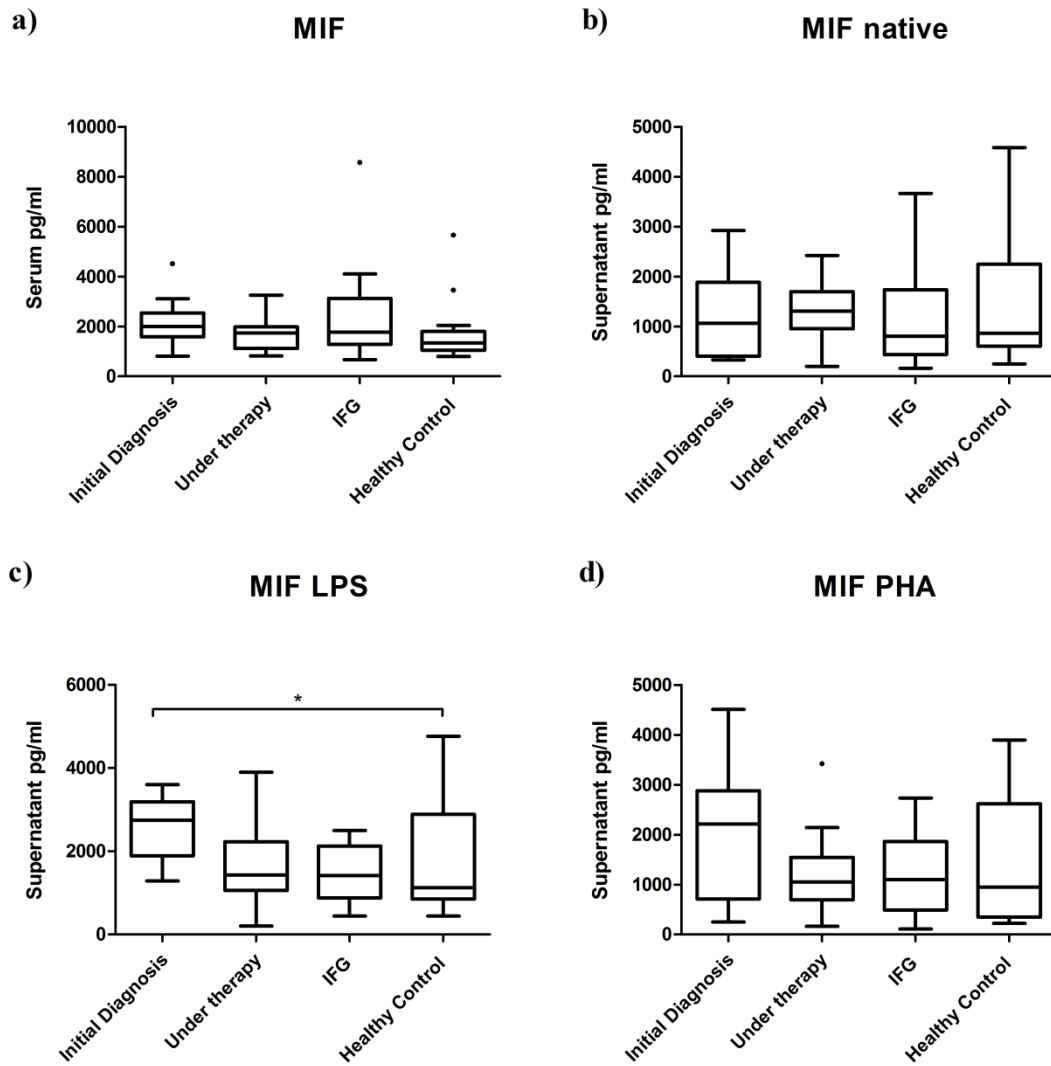 a)
MIF
Serum pg/ml
10000
8000
6000
4000
2000
0
Initial Diagnosis
Under therapy
IFG
Healthy Control
b)
MIF native
Supernatant pg/ml
5000
4000
3000
2000
1000
0
Initial Diagnosis
Under therapy
IFG
Healthy Control
c)
MIF LPS
Supernatant pg/ml
6000
4000
2000
0
*
Initial Diagnosis
Under therapy
IFG
Healthy Control
d)
MIF PHA
Supernatant pg/ml
5000
4000
3000
2000
1000
0
Initial Diagnosis
Under therapy
IFG
Healthy Control